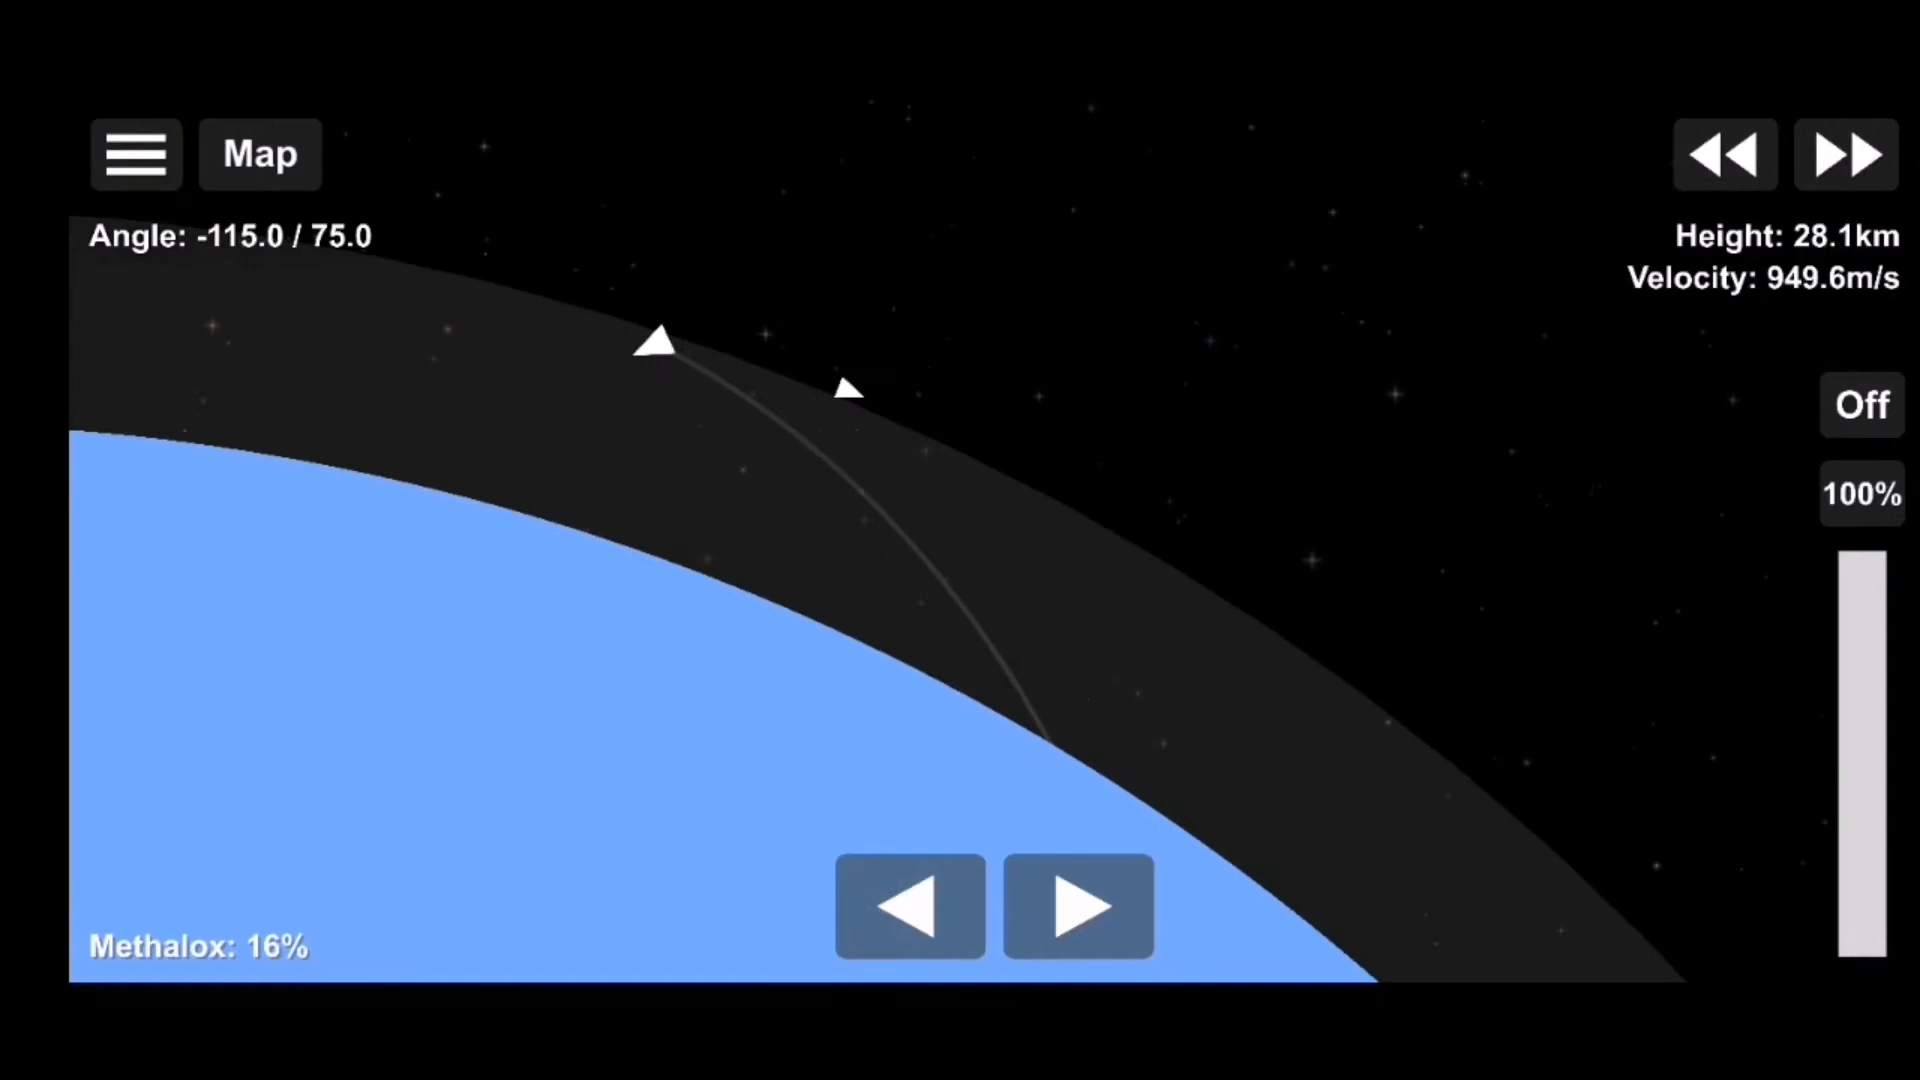 Map
Angle: -115.0 / 75.0
Height: 28.1km
Velocity: 949.6m/s
Off
100%
Methalox: 16%